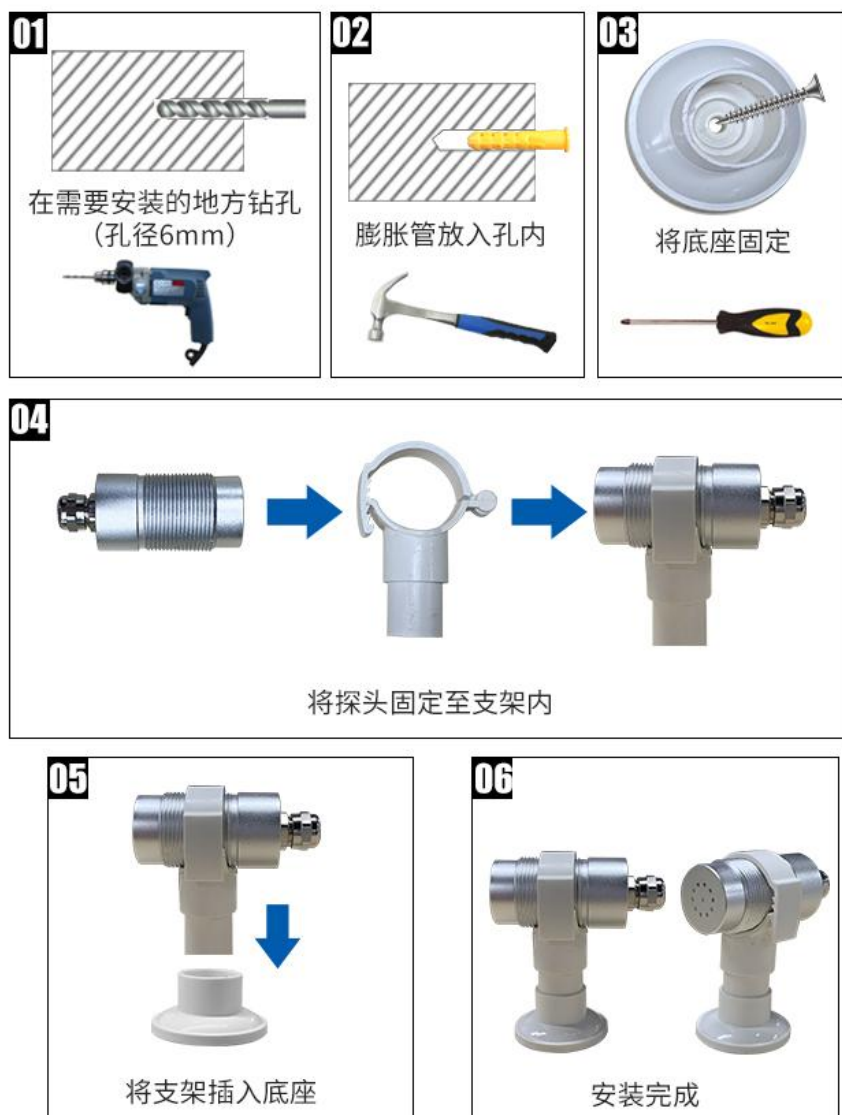 01
在需要安装的地方钻孔
（孔径6mm）
02
膨胀管放入孔内
03
将底座固定
04
将探头固定至支架内
05
将支架插入底座
06
安装完成